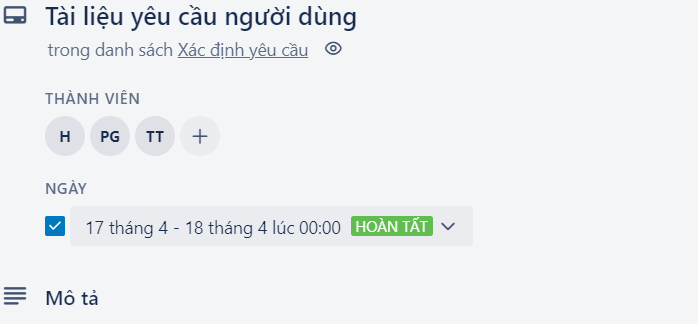 Tài liệu yêu cầu người dùng
trong danh sách Xác định yêu cầu
THÀNH VIÊN
H PG TT
NGÀY
17 tháng 4 - 18 tháng 4 lúc 00:00 HOÀN TẤT
Mô tả